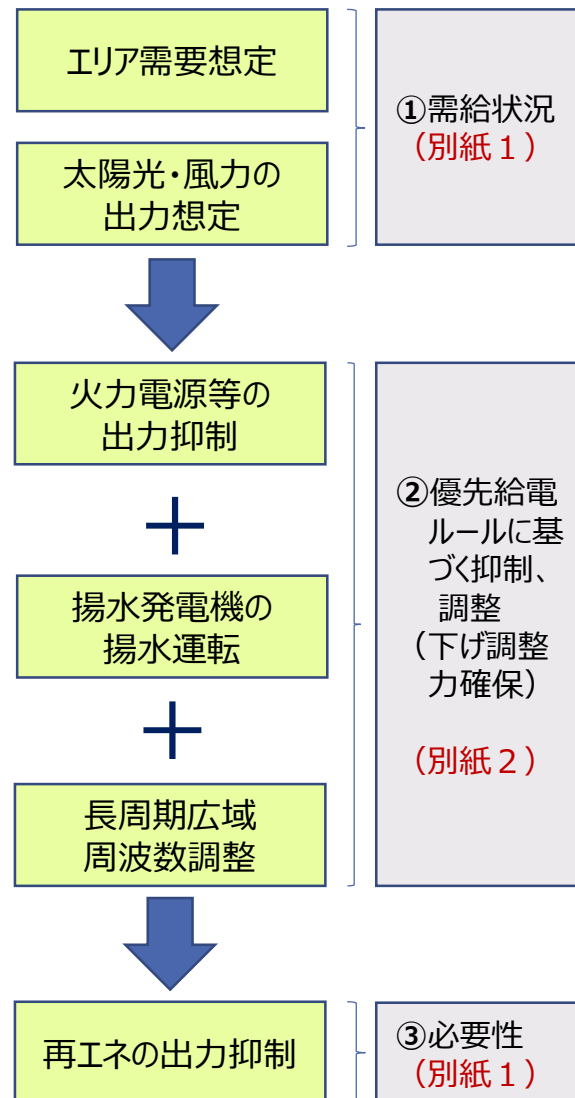 エリア需要想定
太陽光・風力の
出力想定
①需給状況
（別紙１）
火力電源等の
出力抑制
＋
揚水発電機の
揚水運転
＋
長周期広域
周波数調整
②優先給電
ルールに基
づく抑制、
調整
（下げ調整
力確保）
（別紙２）
再エネの出力抑制
③必要性
（別紙１）